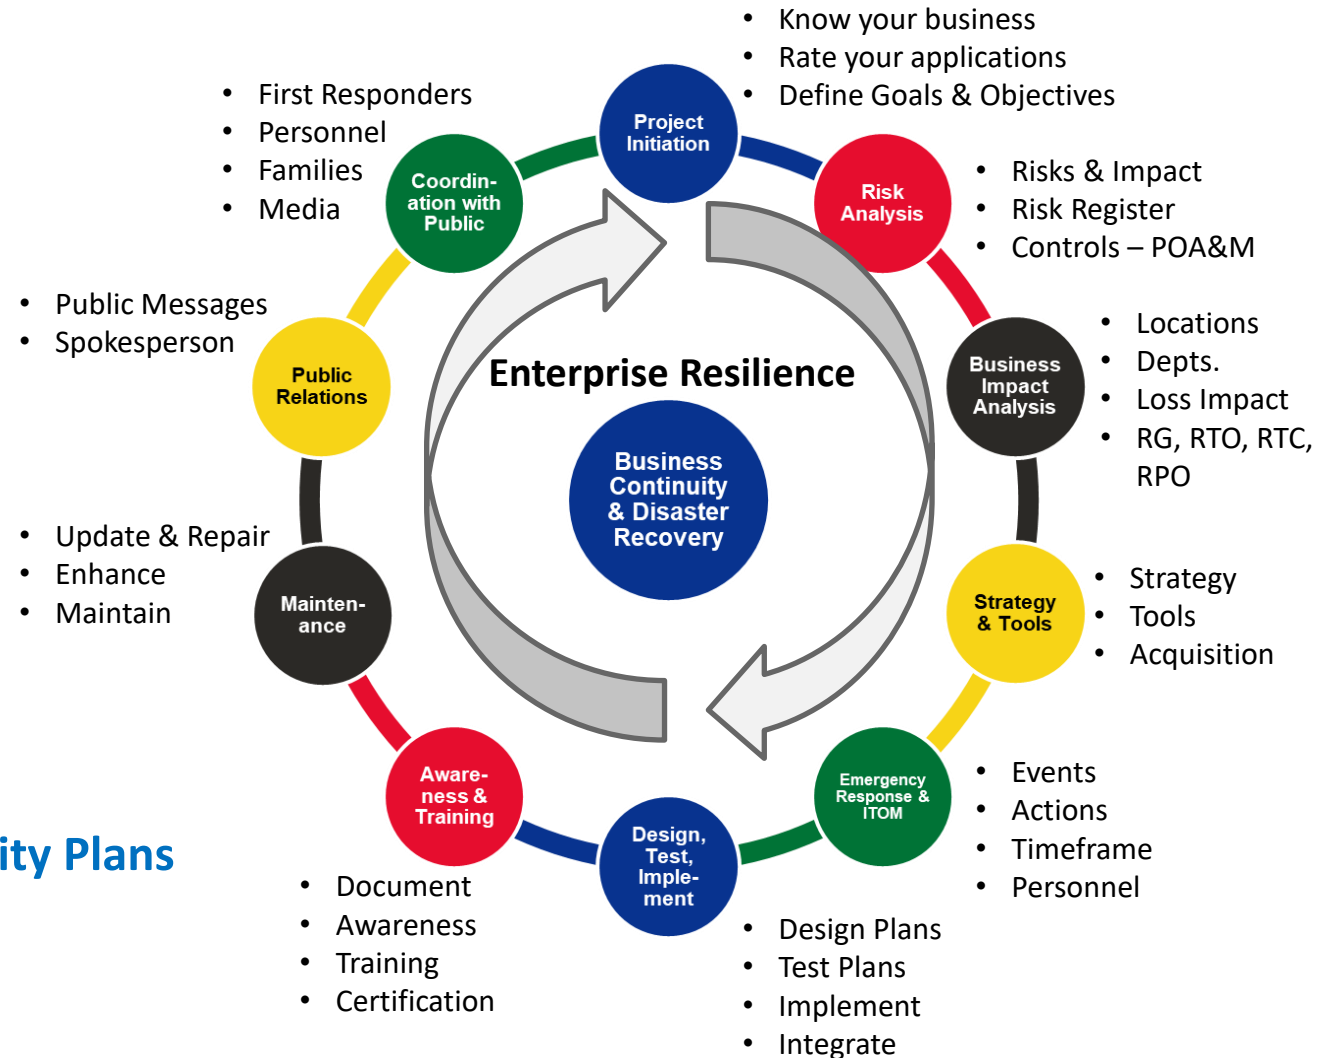 • Know your business
• Rate your applications
• Define Goals & Objectives
Project
Initiation
• First Responders
• Personnel
• Families
• Media
Coordin-
ation with
Public
Risk
Analysis
• Risks & Impact
• Risk Register
• Controls – POA&M
• Public Messages
• Spokesperson
Public
Relations
Enterprise Resilience
Business
Continuity
& Disaster
Recovery
Business
Impact
Analysis
• Locations
• Depts.
• Loss Impact
• RG, RTO, RTC,
RPO
• Update & Repair
• Enhance
• Maintain
Mainten-
ance
Strategy
& Tools
• Strategy
• Tools
• Acquisition
Aware-
ness &
Training
Emergency
Response &
ITOM
• Events
• Actions
• Timeframe
• Personnel
Design,
Test,
Imple-
ment
ity Plans
• Document
• Awareness
• Training
• Certification
• Design Plans
• Test Plans
• Implement
• Integrate